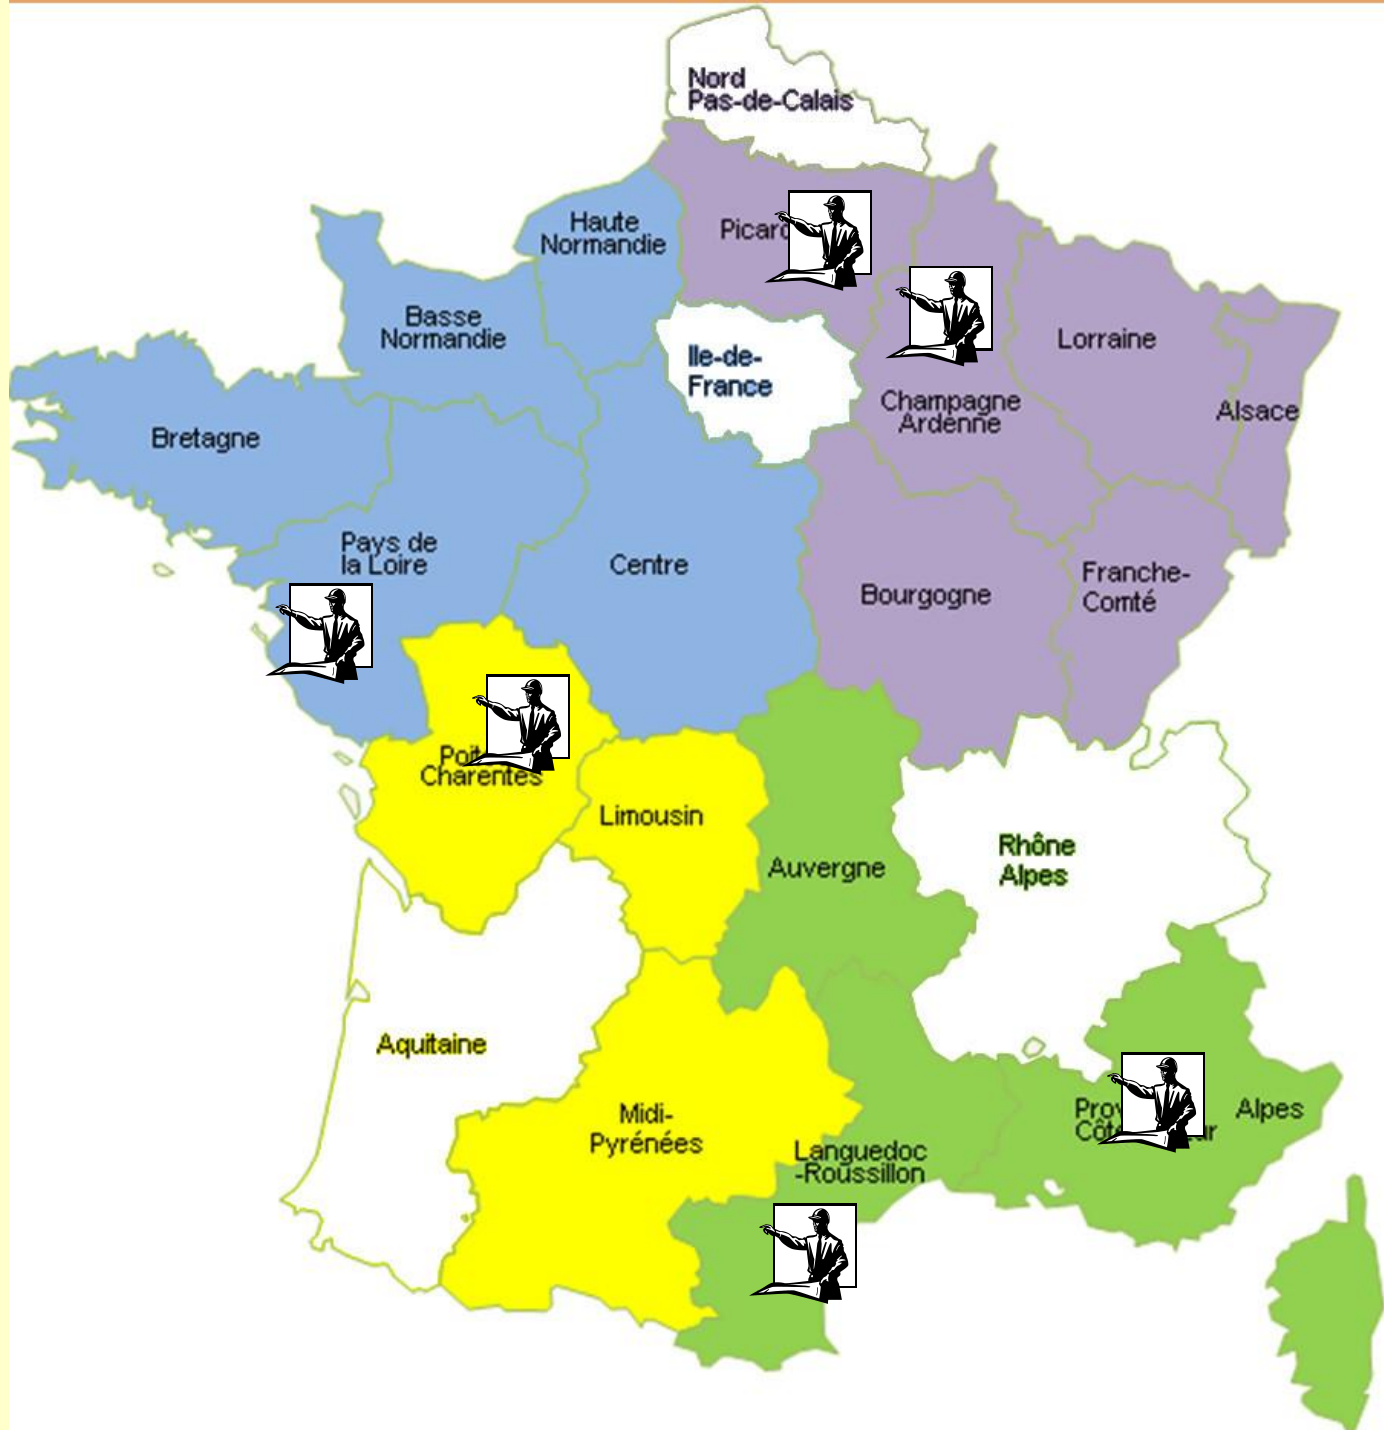 Nord
Pas-de-Calais
Haute
Normandie
Basse
Normandie
Ile-de-
France
Lorraine
Champagne
Ardenne
Alsace
Bretagne
Pays de
la Loire
Centre
Bourgogne
Franche-
Comté
Charentes
Limousin
Auvergne
Rhône
Alpes
Aquitaine
Midi-
Pyrénées
Languedoc
-Roussillon
Alpes